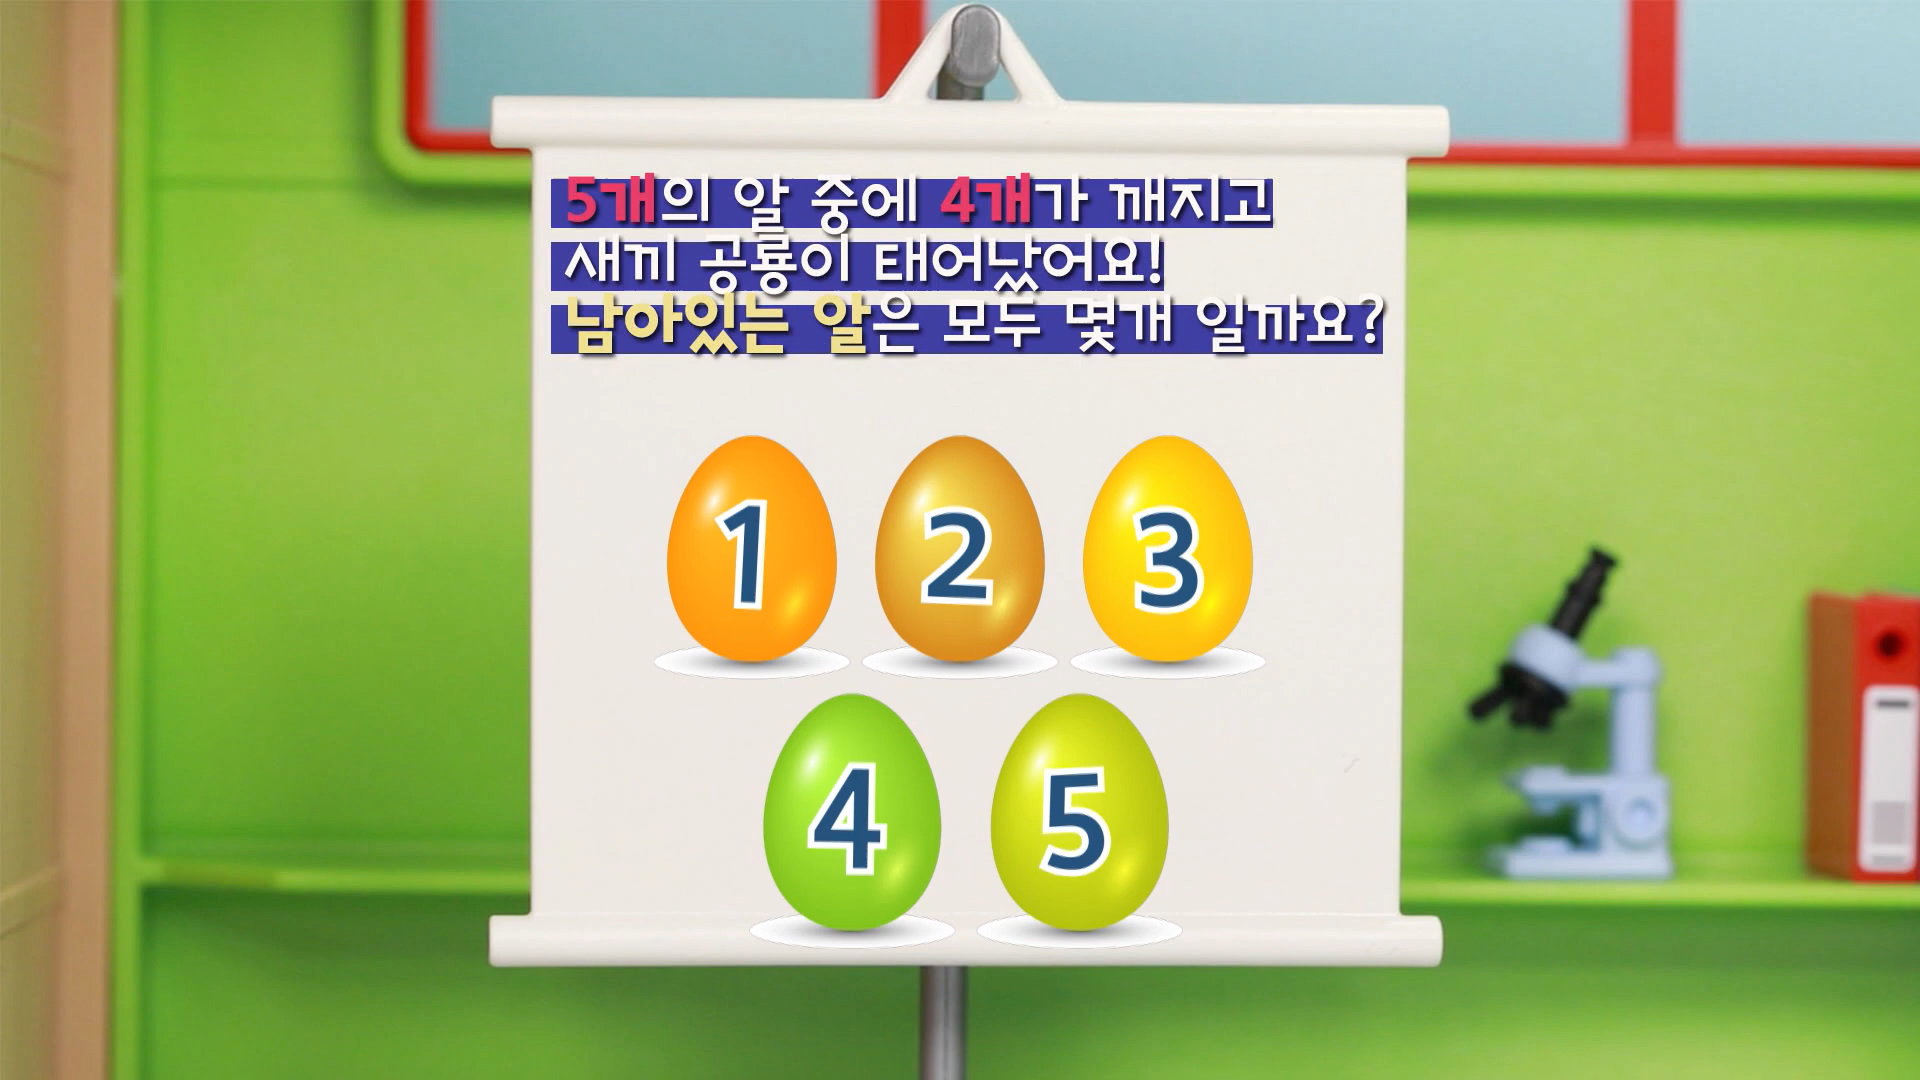 5개의 알 중에 4개가 깨지고
새끼 공룡이 태어났어요!
남아있는 알은 모두 몇개 일까요?
1 2 3
4 5